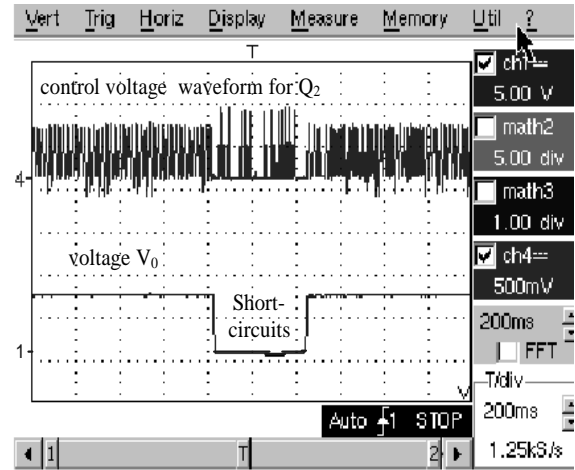 Vert Trig Horiz Display Measure Memory Util ?
T
control voltage waveform for Q2
4
voltage V0
Short-
circuits
1
Auto 1 STOP
1 T 2
ch1
5.00 V
math2
5.00 div
math3
1.00 div
ch4
500mV
200ms
FFT
T/div
200ms
1.25kS/s